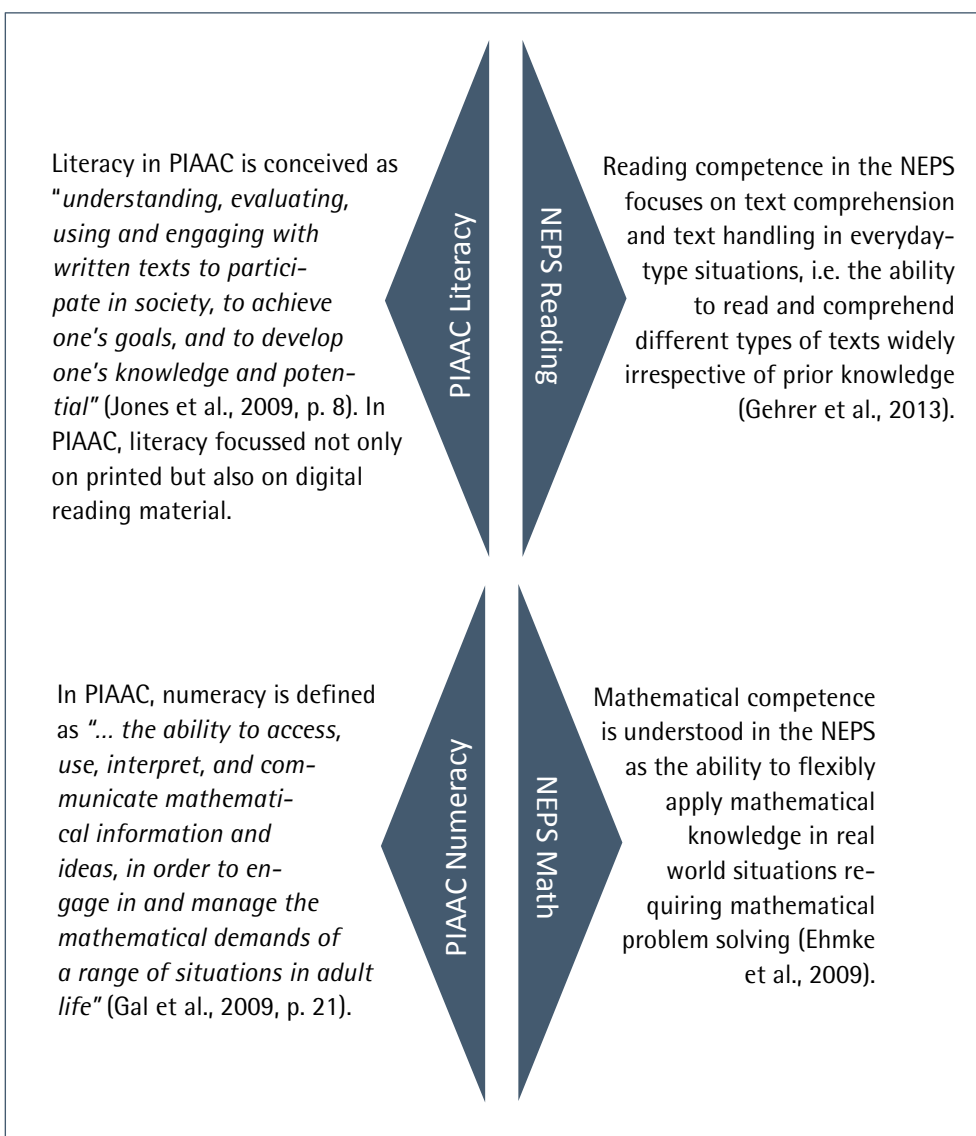 Literacy in PIAAC is conceived as
"understanding, evaluating,
using and engaging with
written texts to partici-
pate in society, to achieve
one's goals, and to develop
one's knowledge and poten-
tial" (Jones et al., 2009, p. 8). In
PIAAC, literacy focussed not only
on printed but also on digital
reading material.
PIAAC Literacy
NEPS Reading
Reading competence in the NEPS
focuses on text comprehension
and text handling in everyday-
type situations, i.e. the ability
to read and comprehend
different types of texts widely
irrespective of prior knowledge
(Gehrer et al., 2013).
In PIAAC, numeracy is defined
as "... the ability to access,
use, interpret, and com-
municate mathemati-
cal information and
ideas, in order to en-
gage in and manage the
mathematical demands of
a range of situations in adult
life" (Gal et al., 2009, p. 21).
PIAAC Numeracy
NEPS Math
Mathematical competence
is understood in the NEPS
as the ability to flexibly
apply mathematical
knowledge in real
world situations re-
quiring mathematical
problem solving (Ehmke
et al., 2009).